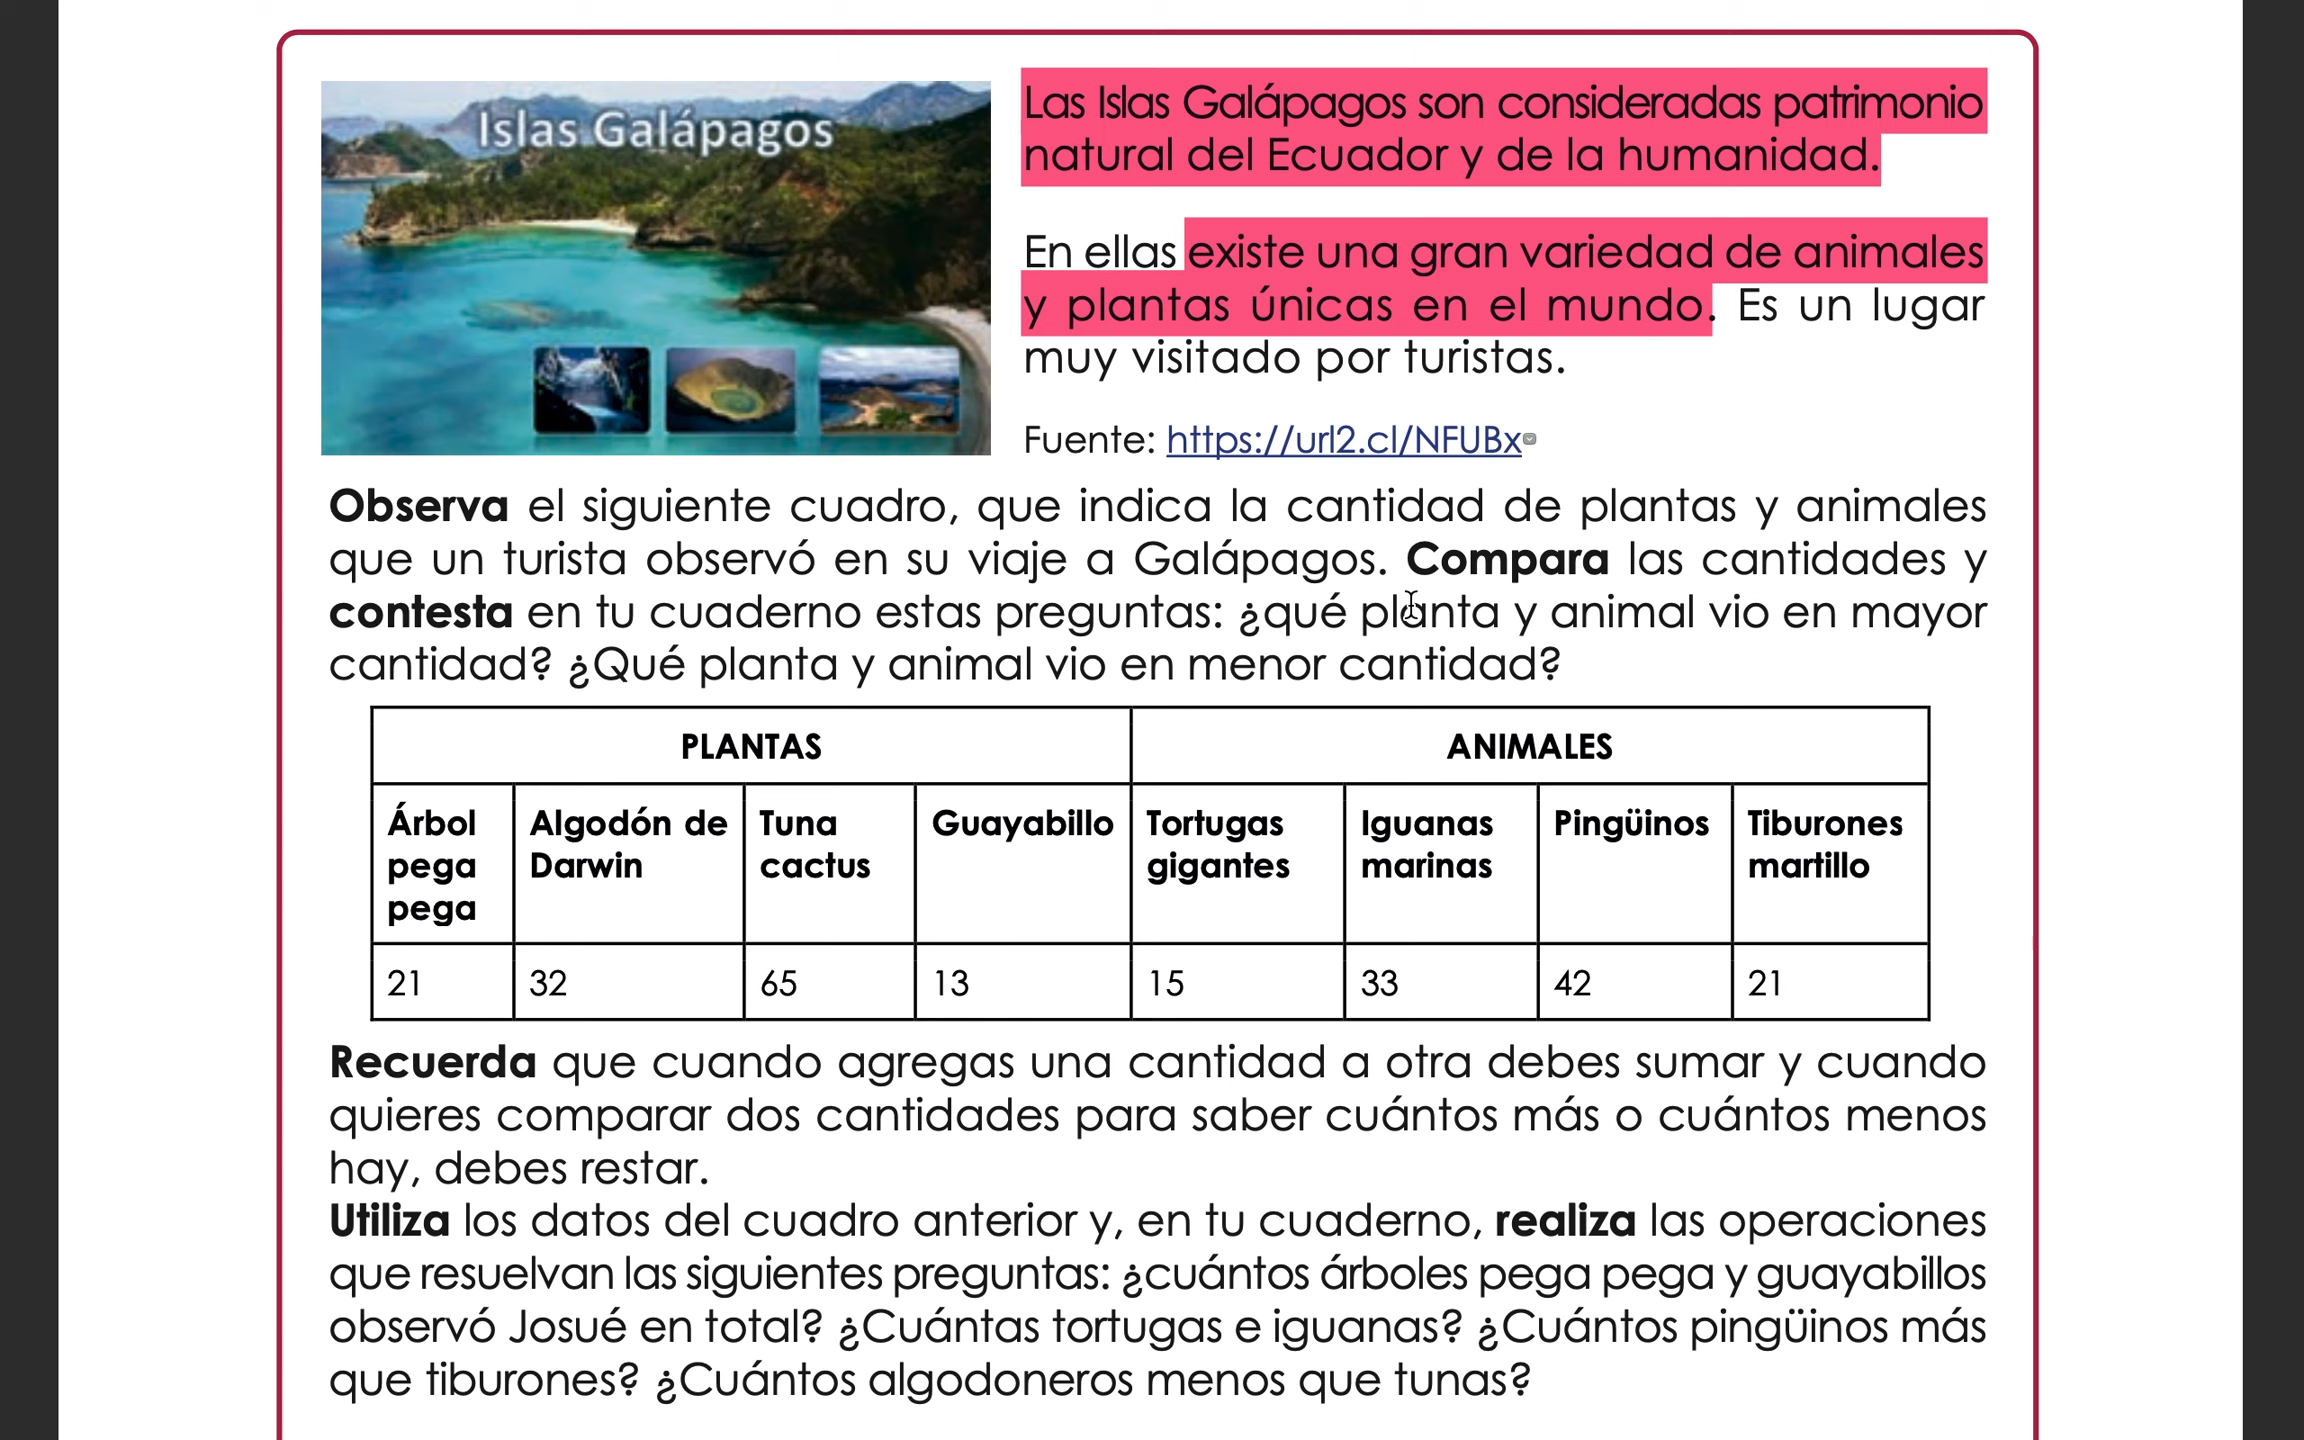 Islas Galápagos
Las Islas Galápagos son consideradas patrimonio
natural del Ecuador y de la humanidad.
En ellas existe una gran variedad de animales
y plantas únicas en el mundo. Es un lugar
muy visitado por turistas.
Fuente: https://url2.cl/NFUBx
Observa el siguiente cuadro, que indica la cantidad de plantas y animales
que un turista observó en su viaje a Galápagos. Compara las cantidades y
contesta en tu cuaderno estas preguntas: ¿qué planta y animal vio en mayor
cantidad? ¿Qué planta y animal vio en menor cantidad?
PLANTAS ANIMALES
Árbol pega pega Algodón de Darwin Tuna cactus Guayabillo Tortugas gigantes Iguanas marinas Pingüinos Tiburones martillo
21 32 65 13 15 33 42 21
Recuerda que cuando agregas una cantidad a otra debes sumar y cuando
quieres comparar dos cantidades para saber cuántos más o cuántos menos
hay, debes restar.
Utiliza los datos del cuadro anterior y, en tu cuaderno, realiza las operaciones
que resuelvan las siguientes preguntas: ¿cuántos árboles pega pega y guayabillos
observó Josué en total? ¿Cuántas tortugas e iguanas? ¿Cuántos pingüinos más
que tiburones? ¿Cuántos algodoneros menos que tunas?